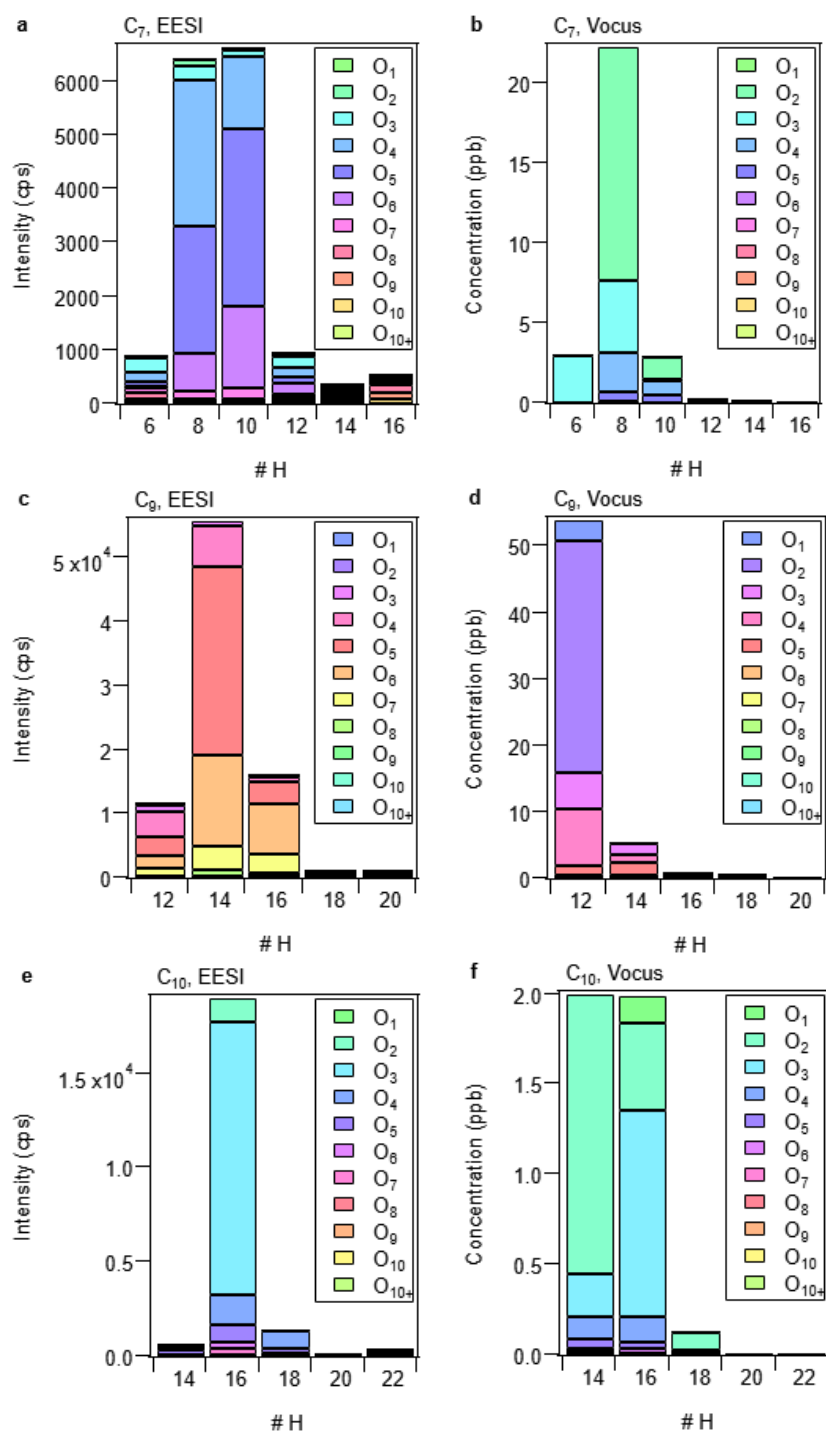 a
C7, EESI
Intensity (cps)
6000
5000
4000
3000
2000
1000
0
6 8 10 12 14 16
# H
O1
O2
O3
O4
O5
O6
O7
O8
O9
O10
O10+
b
C7, Vocus
Concentration (ppb)
20
15
10
5
0
6 8 10 12 14 16
# H
O1
O2
O3
O4
O5
O6
O7
O8
O9
O10
O10+
c
C9, EESI
Intensity (cps)
5 x10^4
4
3
2
1
0
12 14 16 18 20
# H
O1
O2
O3
O4
O5
O6
O7
O8
O9
O10
O10+
d
C9, Vocus
Concentration (ppb)
50
40
30
20
10
0
12 14 16 18 20
# H
O1
O2
O3
O4
O5
O6
O7
O8
O9
O10
O10+
e
C10, EESI
Intensity (cps)
1.5 x10^4
1.0
0.5
0.0
14 16 18 20 22
# H
O1
O2
O3
O4
O5
O6
O7
O8
O9
O10
O10+
f
C10, Vocus
Concentration (ppb)
2.0
1.5
1.0
0.5
0.0
14 16 18 20 22
# H
O1
O2
O3
O4
O5
O6
O7
O8
O9
O10
O10+